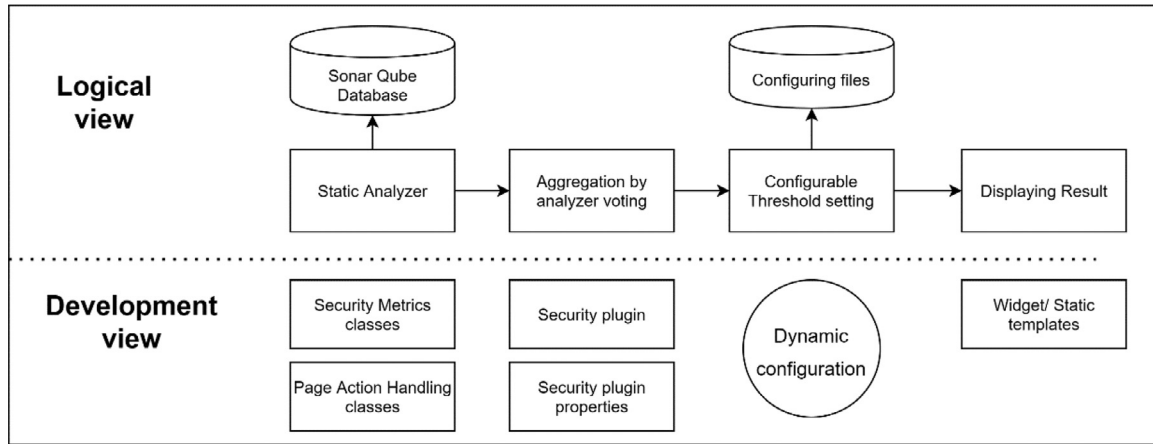 Logical
view
Sonar Qube
Database
Configuring files
Static Analyzer
Aggregation by
analyzer voting
Configurable
Threshold setting
Displaying Result
Development
view
Security Metrics
classes
Security plugin
Dynamic
configuration
Widget/ Static
templates
Page Action Handling
classes
Security plugin
properties